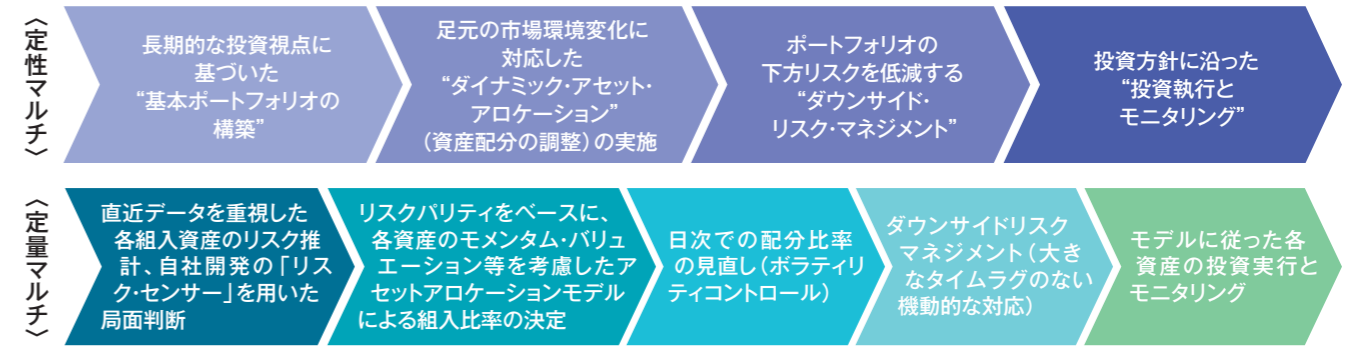 〈定性マルチ〉
長期的な投資視点に
基づいた
“基本ポートフォリオの
構築”
足元の市場環境変化に
対応した
“ダイナミック・アセット・
アロケーション”
（資産配分の調整）の実施
ポートフォリオの
下方リスクを低減する
“ダウンサイド・
リスク・マネジメント”
投資方針に沿った
“投資執行と
モニタリング”
〈定量マルチ〉
直近データを重視した
各組入資産のリスク推
計、自社開発の「リス
ク・センサー」を用いた
局面判断
リスクパリティをベースに、
各資産のモメンタム・バリュ
エーション等を考慮したア
セットアロケーションモデル
による組入比率の決定
日次での配分比率
の見直し（ボラティリ
ティコントロール）
ダウンサイドリスク
マネジメント（大き
なタイムラグのない
機動的な対応）
モデルに従った各
資産の投資実行と
モニタリング